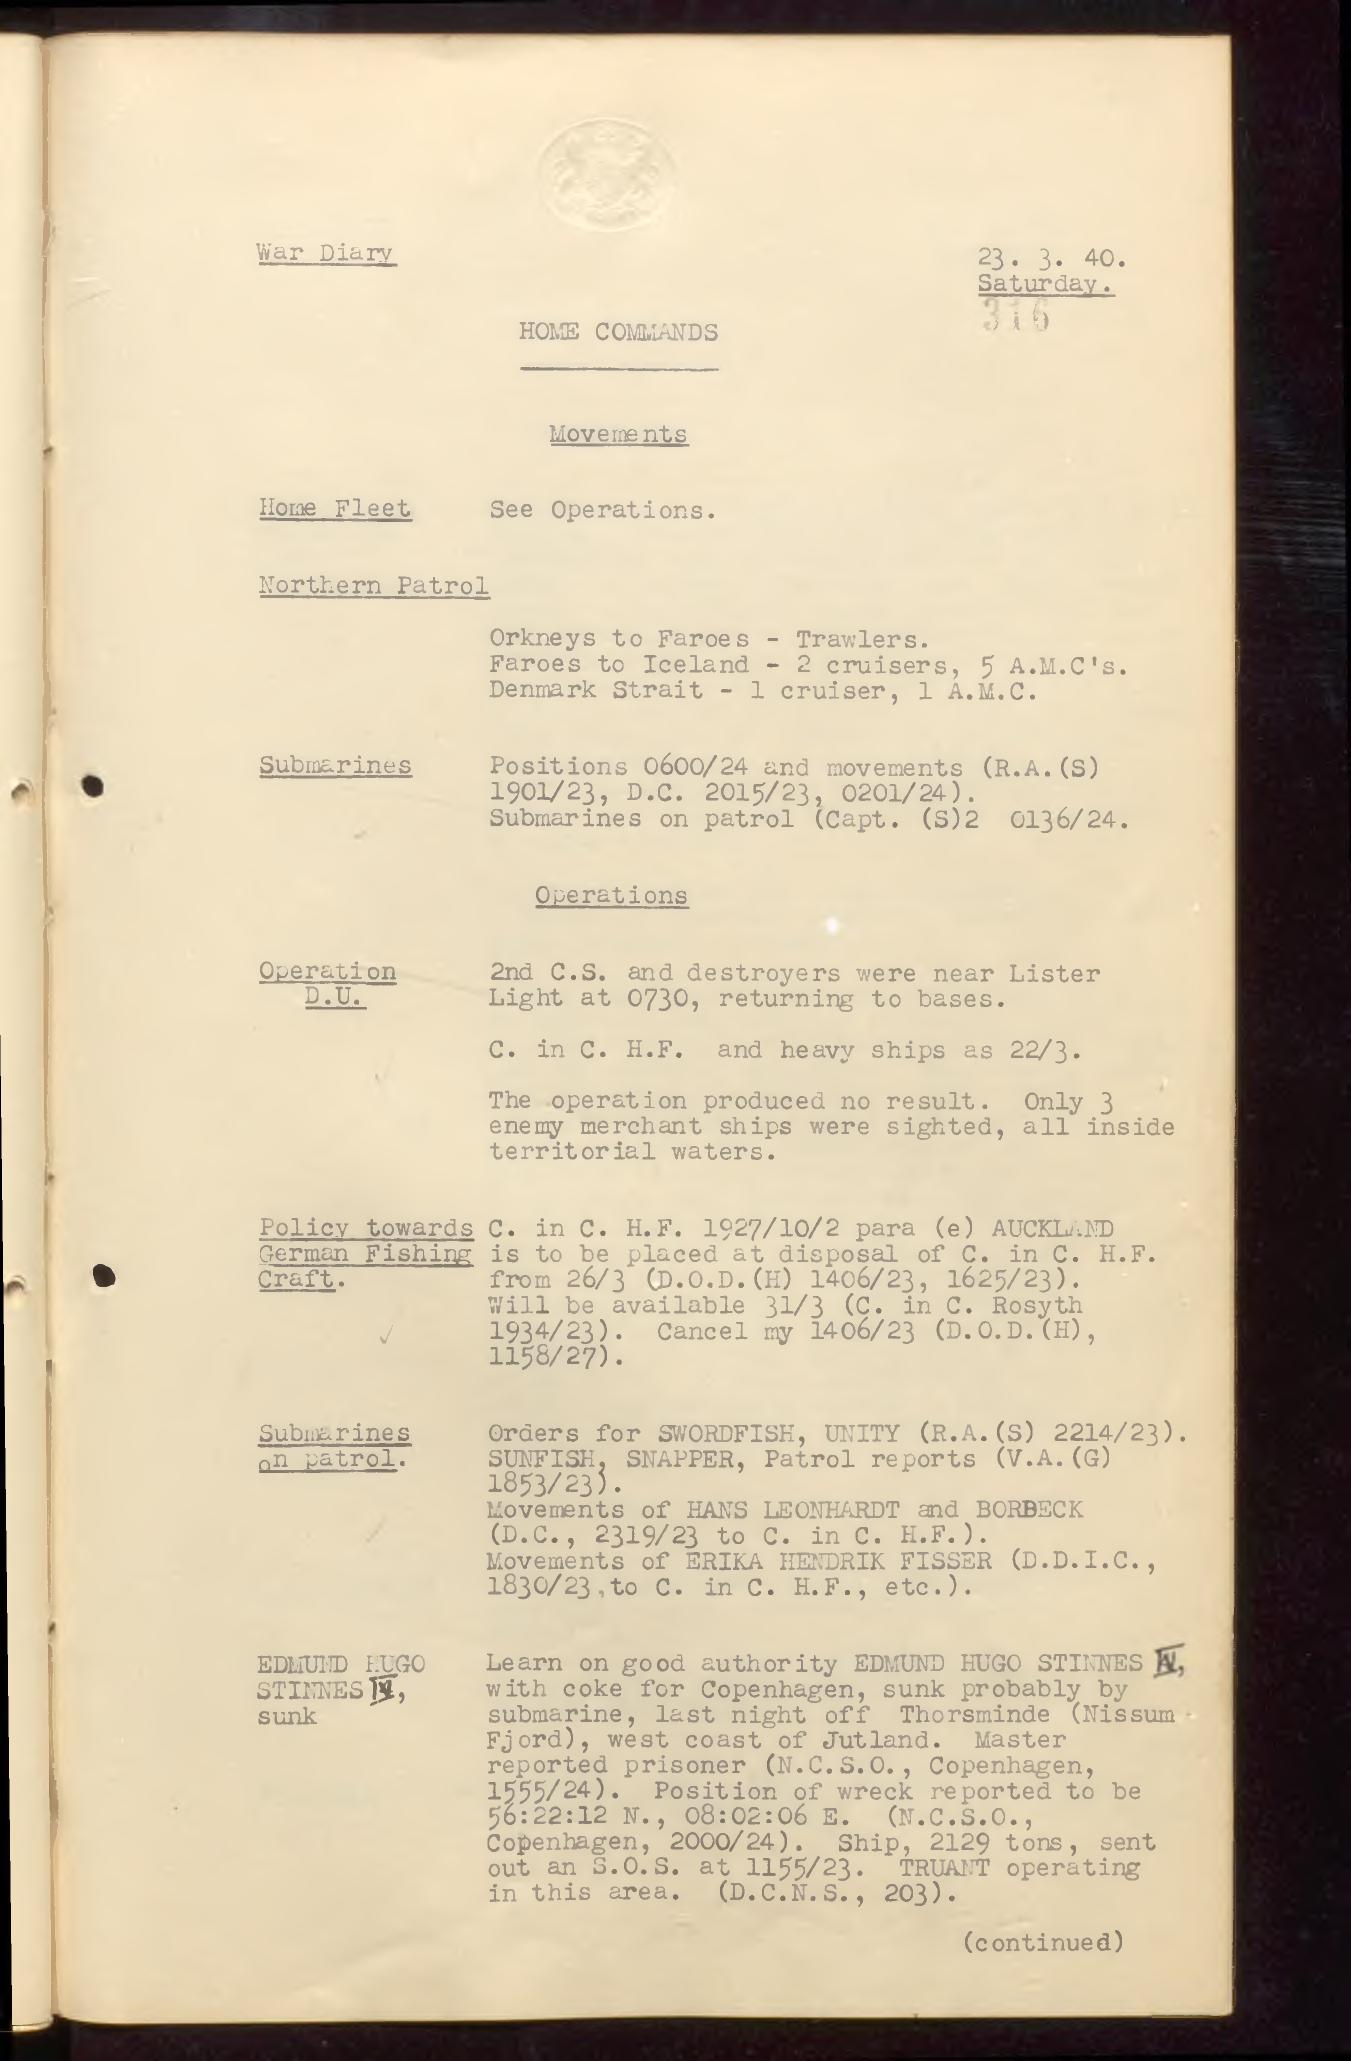 War Diary
23. 3. 40.
Saturday.
316
HOME COMMANDS
Movements
Home Fleet See Operations.
Northern Patrol
Orkneys to Faroes - Trawlers.
Faroes to Iceland - 2 cruisers, 5 A.M.C's.
Denmark Strait - 1 cruiser, 1 A.M.C.
Submarines Positions 0600/24 and movements (R.A.(S)
1901/23, D.C. 2015/23, 0201/24).
Submarines on patrol (Capt. (S)2 0136/24.
Operations
Operation 2nd C.S. and destroyers were near Lister
D.U. Light at 0730, returning to bases.
C. in C. H.F. and heavy ships as 22/3.
The operation produced no result. Only 3
enemy merchant ships were sighted, all inside
territorial waters.
Policy towards C. in C. H.F. 1927/10/2 para (e) AUCKLAND
German Fishing is to be placed at disposal of C. in C. H.F.
Craft. from 26/3 (D.O.D.(H) 1406/23, 1625/23).
Will be available 31/3 (C. in C. Rosyth
1934/23). Cancel my 1406/23 (D.O.D.(H),
1158/27).
Submarines Orders for SWORDFISH, UNITY (R.A.(S) 2214/23).
on patrol. SUNFISH, SNAPPER, Patrol reports (V.A.(G)
1853/23).
Movements of HANS LEONHARDT and BORBECK
(D.C., 2319/23 to C. in C. H.F.).
Movements of ERIKA HENDRIK FISSER (D.D.I.C.,
1830/23,to C. in C. H.F., etc.).
EDMUND HUGO Learn on good authority EDMUND HUGO STINNES IV,
STINNES IV, with coke for Copenhagen, sunk probably by
sunk submarine, last night off Thorsminde (Nissum
Fjord), west coast of Jutland. Master
reported prisoner (N.C.S.O., Copenhagen,
1555/24). Position of wreck reported to be
56:22:12 N., 08:02:06 E. (N.C.S.O.,
Copenhagen, 2000/24). Ship, 2129 tons, sent
out an S.O.S. at 1155/23. TRUANT operating
in this area. (D.C.N.S., 203).
(continued)